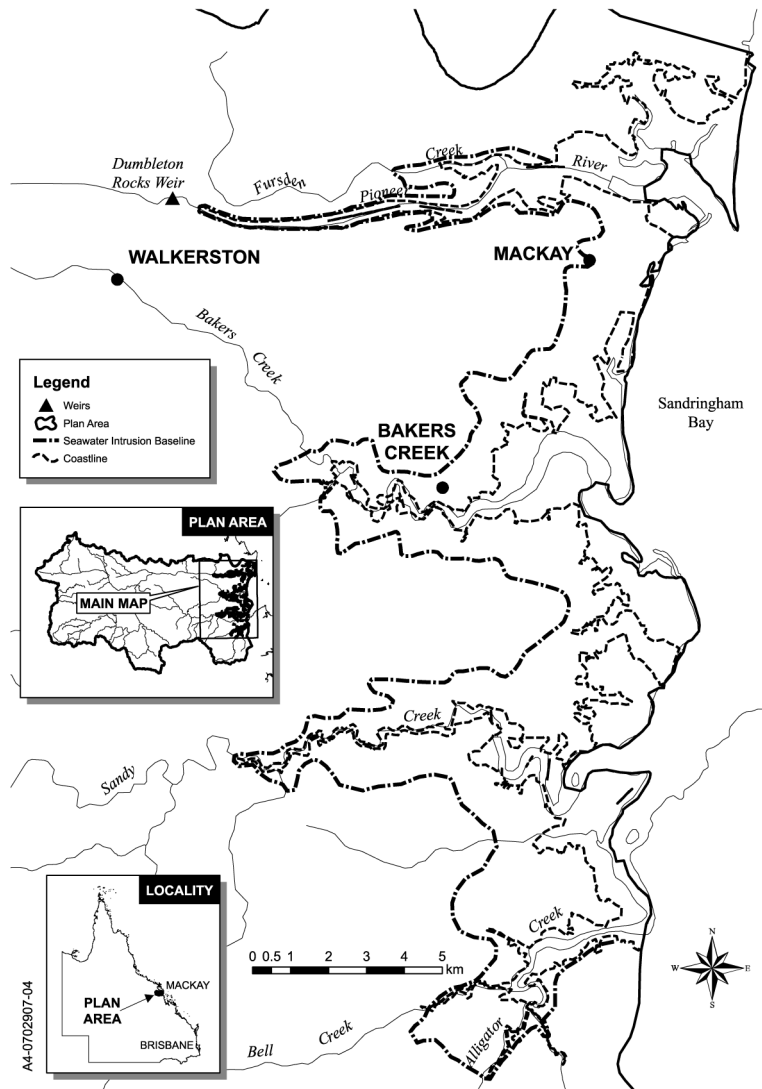 Creek
River
Dumbleton
Rocks Weir
Fursden
Pionee
WALKERSTON
MACKAY
Bakers
Creek
Legend
Weirs
Plan Area
Seawater Intrusion Baseline
Coastline
Sandringham
Bay
BAKERS
CREEK
PLAN AREA
MAIN MAP
Creek
Sandy
LOCALITY
MACKAY
PLAN
AREA
BRISBANE
A4-0702907-04
0 0.5 1 2 3 4 5
km
Creek
N
W E
S
Bell
Creek
Alligator